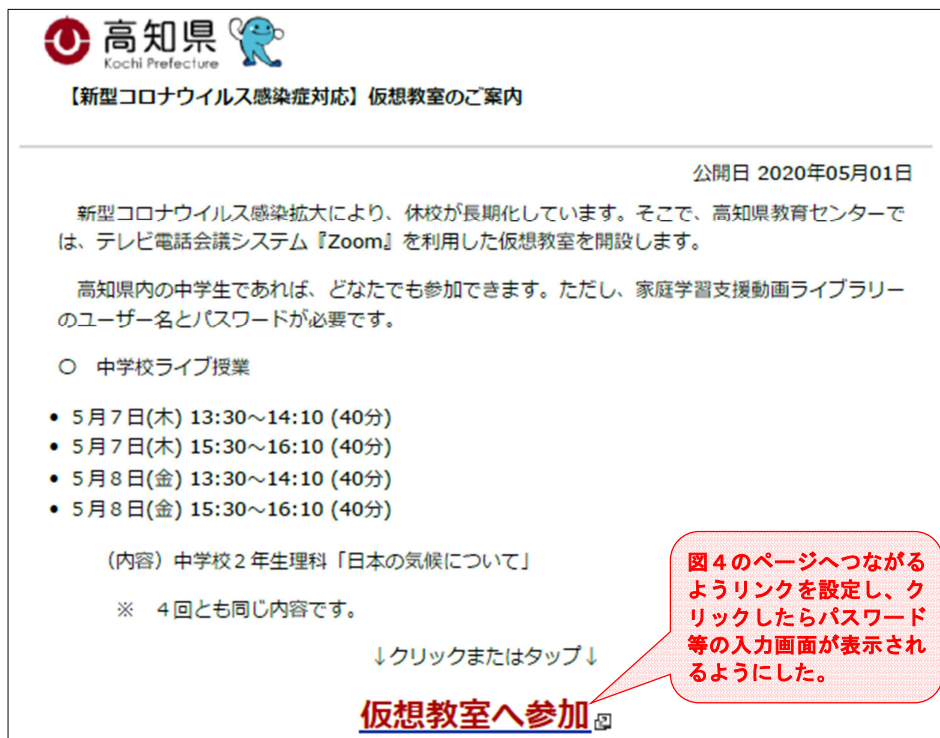 高知県
Kochi Prefecture
【新型コロナウイルス感染症対応】仮想教室のご案内
公開日 2020年05月01日
新型コロナウイルス感染拡大により、休校が長期化しています。そこで、高知県教育センターで
は、テレビ電話会議システム『Zoom』を利用した仮想教室を開設します。
高知県内の中学生であれば、どなたでも参加できます。ただし、家庭学習支援動画ライブラリー
のユーザー名とパスワードが必要です。
○ 中学校ライブ授業
• 5月7日(木) 13:30～14:10 (40分)
• 5月7日(木) 15:30～16:10 (40分)
• 5月8日(金) 13:30～14:10 (40分)
• 5月8日(金) 15:30～16:10 (40分)
（内容）中学校２年生理科「日本の気候について」
※ ４回とも同じ内容です。
図４のページへつながる
ようリンクを設定し、ク
リックしたらパスワード
等の入力画面が表示され
るようにした。
↓クリックまたはタップ↓
仮想教室へ参加